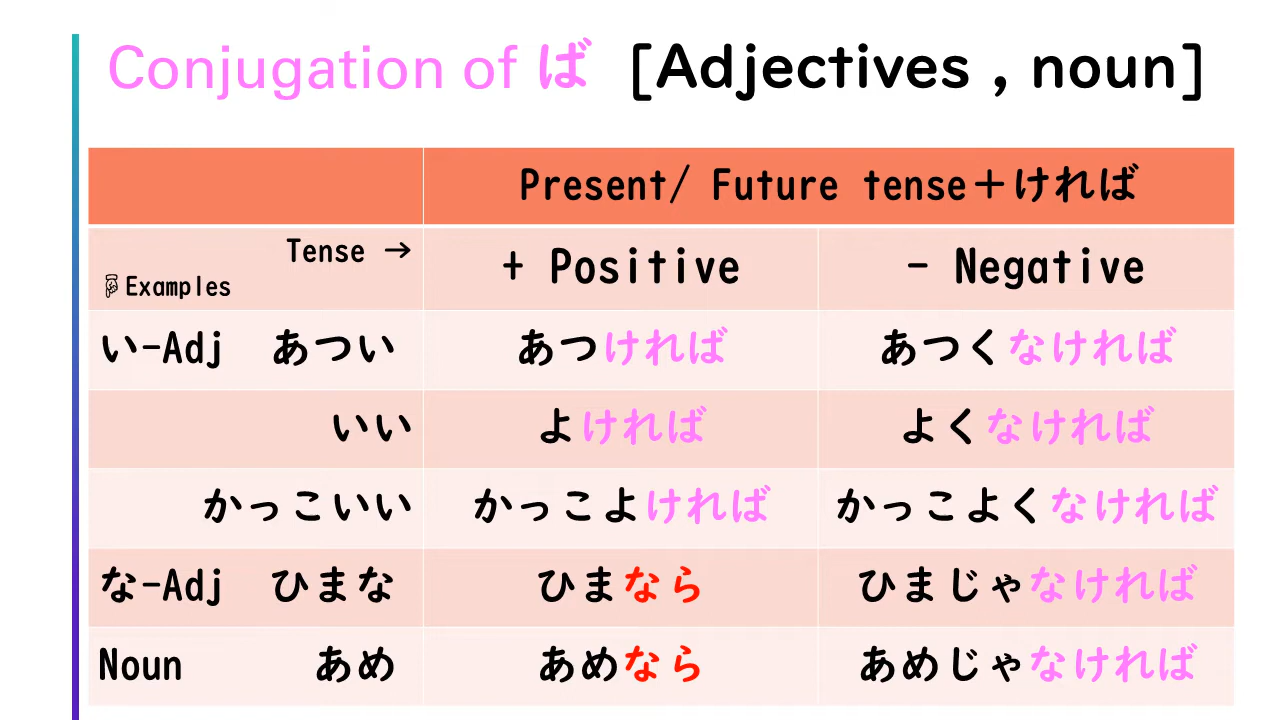 Conjugation of ば [Adjectives , noun]
Present/ Future tense＋ければ
Tense →
☟Examples
+ Positive
- Negative
い-Adj あつい あつければ あつくなければ
いい よければ よくなければ
かっこいい かっこよければ かっこよくなければ
な-Adj ひまな ひまなら ひまじゃなければ
Noun あめ あめなら あめじゃなければ